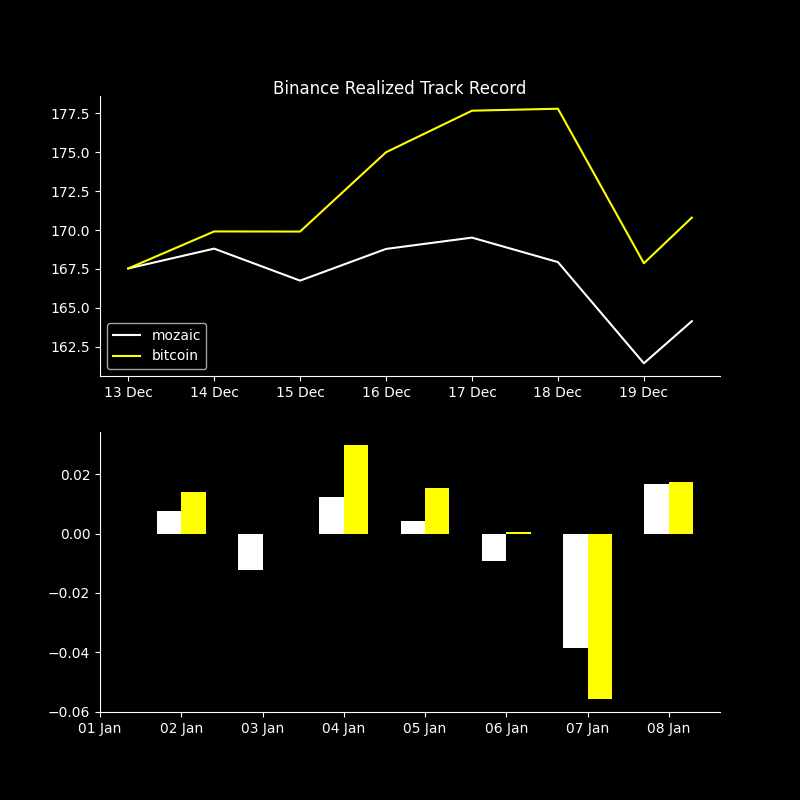 Binance Realized Track Record
177.5
175.0
172.5
170.0
167.5
165.0
162.5
mozaic
bitcoin
13 Dec 14 Dec 15 Dec 16 Dec 17 Dec 18 Dec 19 Dec
0.02
0.00
−0.02
−0.04
−0.06
01 Jan 02 Jan 03 Jan 04 Jan 05 Jan 06 Jan 07 Jan 08 Jan